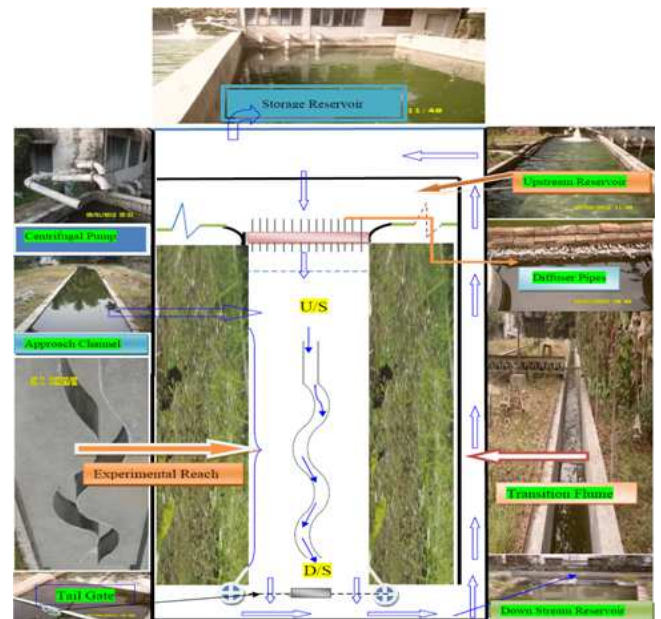 Storage Reservoir
Centrifugal Pump
Upstream Reservoir
Diffuser Pipes
U/S
Approach Channel
Experimental Reach
Transition Flume
D/S
Tail Gate
Down Stream Reservoir